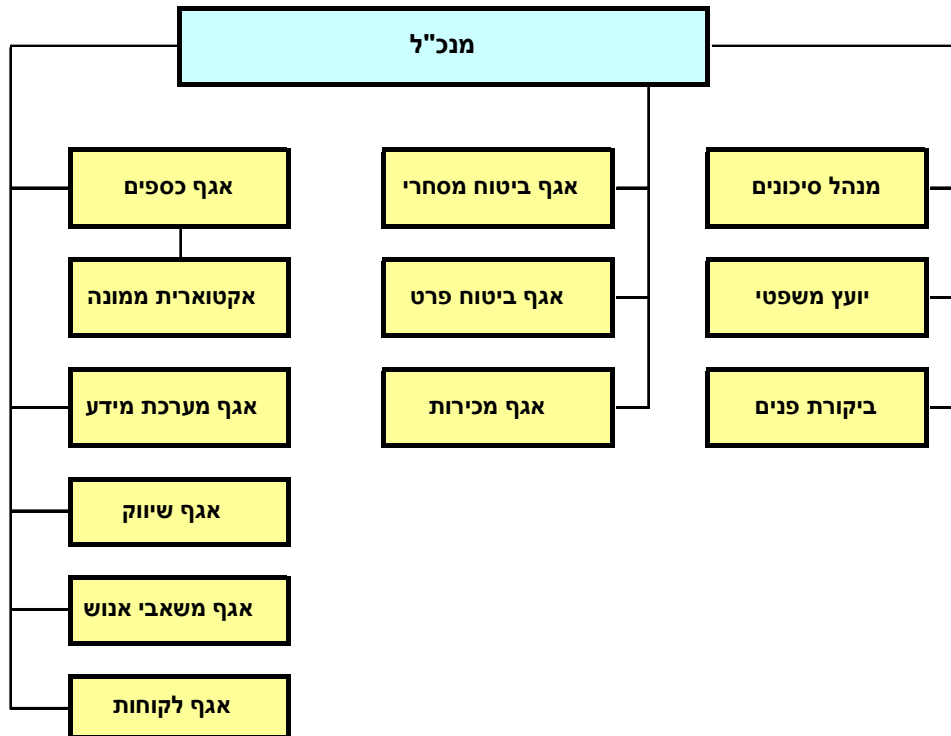 מנכ"ל
מנהל סיכונים
יועץ משפטי
ביקורת פנים
אגף ביטוח מסחרי
אגף ביטוח פרט
אגף מכירות
אגף כספים
אקטוארית ממונה
אגף מערכת מידע
אגף שיווק
אגף משאבי אנוש
אגף לקוחות